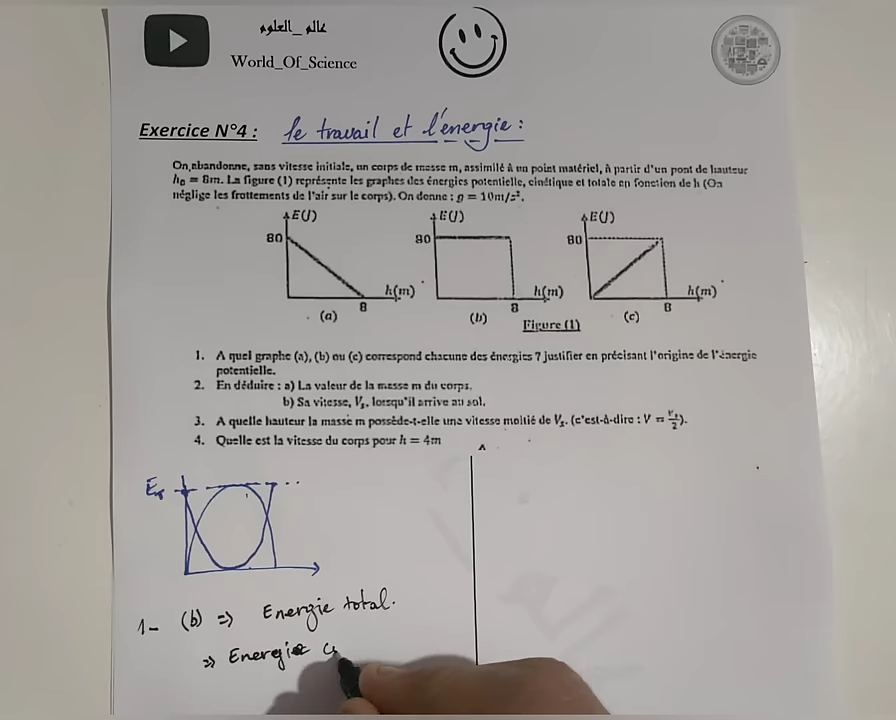 عالم_العلوم
World_Of_Science
Exercice N°4 : le travail et l'énergie :
On abandonne, sans vitesse initiale, un corps de masse m, assimilé à un point matériel, à partir d'un pont de hauteur
h₀ = 8m. La figure (1) représente les graphes des énergies potentielle, cinétique et totale en fonction de h (On
néglige les frottements de l'air sur le corps). On donne : g = 10m/s².
E(J) E(J) E(J)
80 80 80
h(m) h(m) h(m)
8 8 8
(a) (b) Figure (1) (c)
1. A quel graphe (a), (b) ou (c) correspond chacune des énergies ? justifier en précisant l'origine de l'énergie
potentielle.
2. En déduire : a) La valeur de la masse m du corps.
b) Sa vitesse, Vₛ, lorsqu'il arrive au sol.
3. A quelle hauteur la masse m possède-t-elle une vitesse moitié de Vₛ. (c'est-à-dire : V = Vₛ/2).
4. Quelle est la vitesse du corps pour h = 4m
A
1- (b) => Energie total.
=> Energie